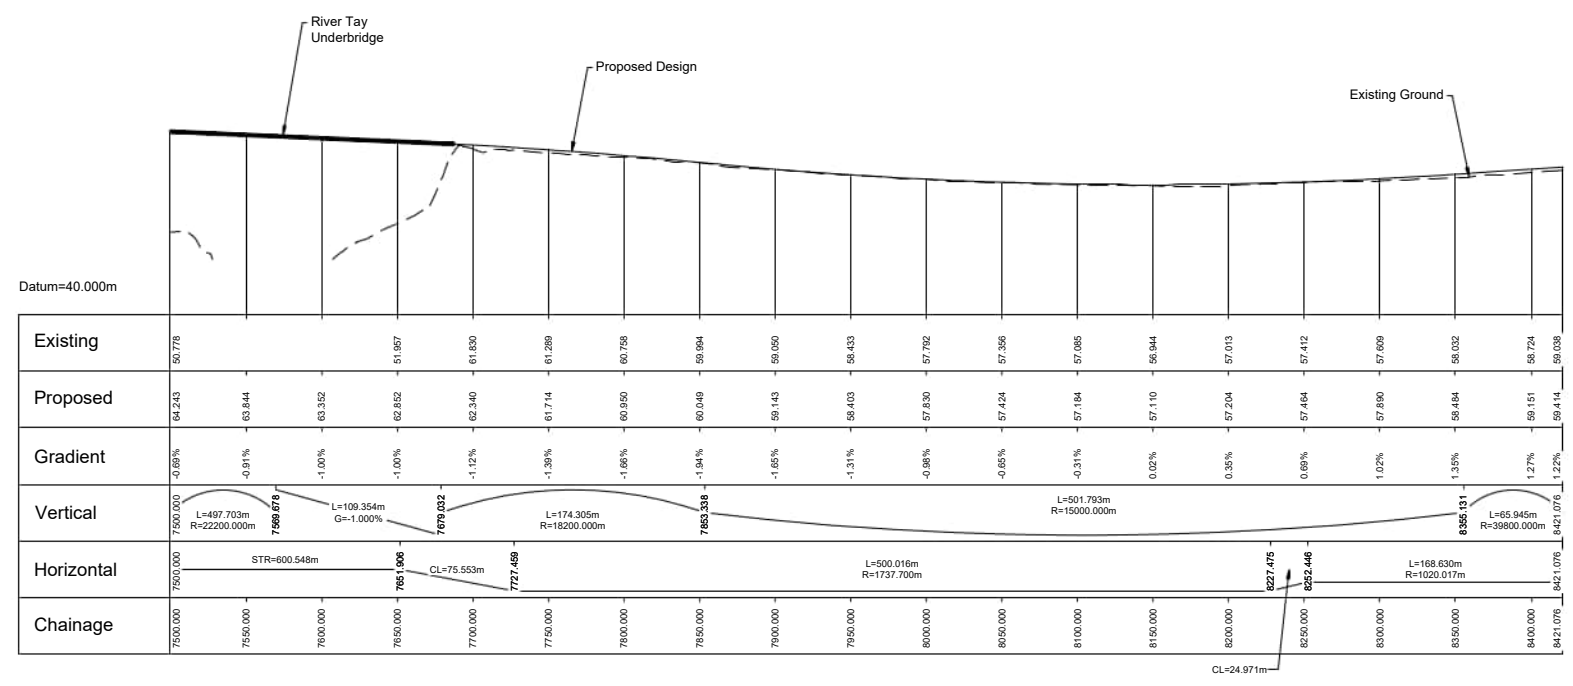 River Tay
Underbridge
Proposed Design
Existing Ground
Datum=40.000m
Existing
50.778 51.957 61.830 61.289 60.758 59.994 59.050 58.433 57.792 57.356 57.085 56.944 57.013 57.412 57.609 58.032 58.724 59.038
Proposed
64.243 63.844 63.352 62.852 62.340 61.714 60.950 60.049 59.143 58.403 57.830 57.424 57.184 57.110 57.204 57.464 57.890 58.484 59.151 59.414
Gradient
-0.69% -0.91% -1.00% -1.00% -1.12% -1.39% -1.66% -1.94% -1.65% -1.31% -0.98% -0.65% -0.31% 0.02% 0.35% 0.69% 1.02% 1.35% 1.27% 1.22%
Vertical
7500.000
L=497.703m
R=22200.000m
7569.678
L=109.354m
G=-1.000%
7679.032
L=174.305m
R=18200.000m
7853.338
L=501.793m
R=15000.000m
8355.131
L=65.945m
R=39800.000m
8421.076
Horizontal
7500.000
STR=600.548m
7651.906
CL=75.553m
7727.459
L=500.016m
R=1737.700m
8227.475
8252.446
L=168.630m
R=1020.017m
8421.076
Chainage
7500.000 7550.000 7600.000 7650.000 7700.000 7750.000 7800.000 7850.000 7900.000 7950.000 8000.000 8050.000 8100.000 8150.000 8200.000 8250.000 8300.000 8350.000 8400.000 8421.076
CL=24.971m